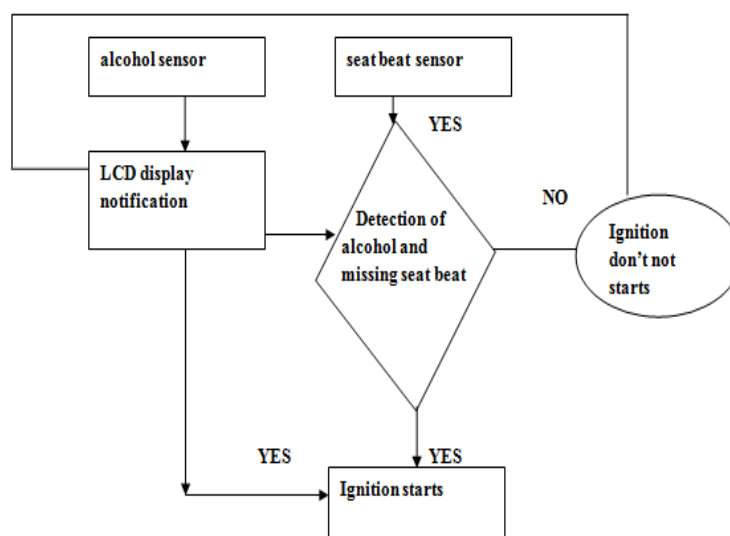 alcohol sensor
seat beat sensor
YES
LCD display
notification
Detection of
alcohol and
missing seat beat
NO
Ignition
don't not
starts
YES
YES
Ignition starts